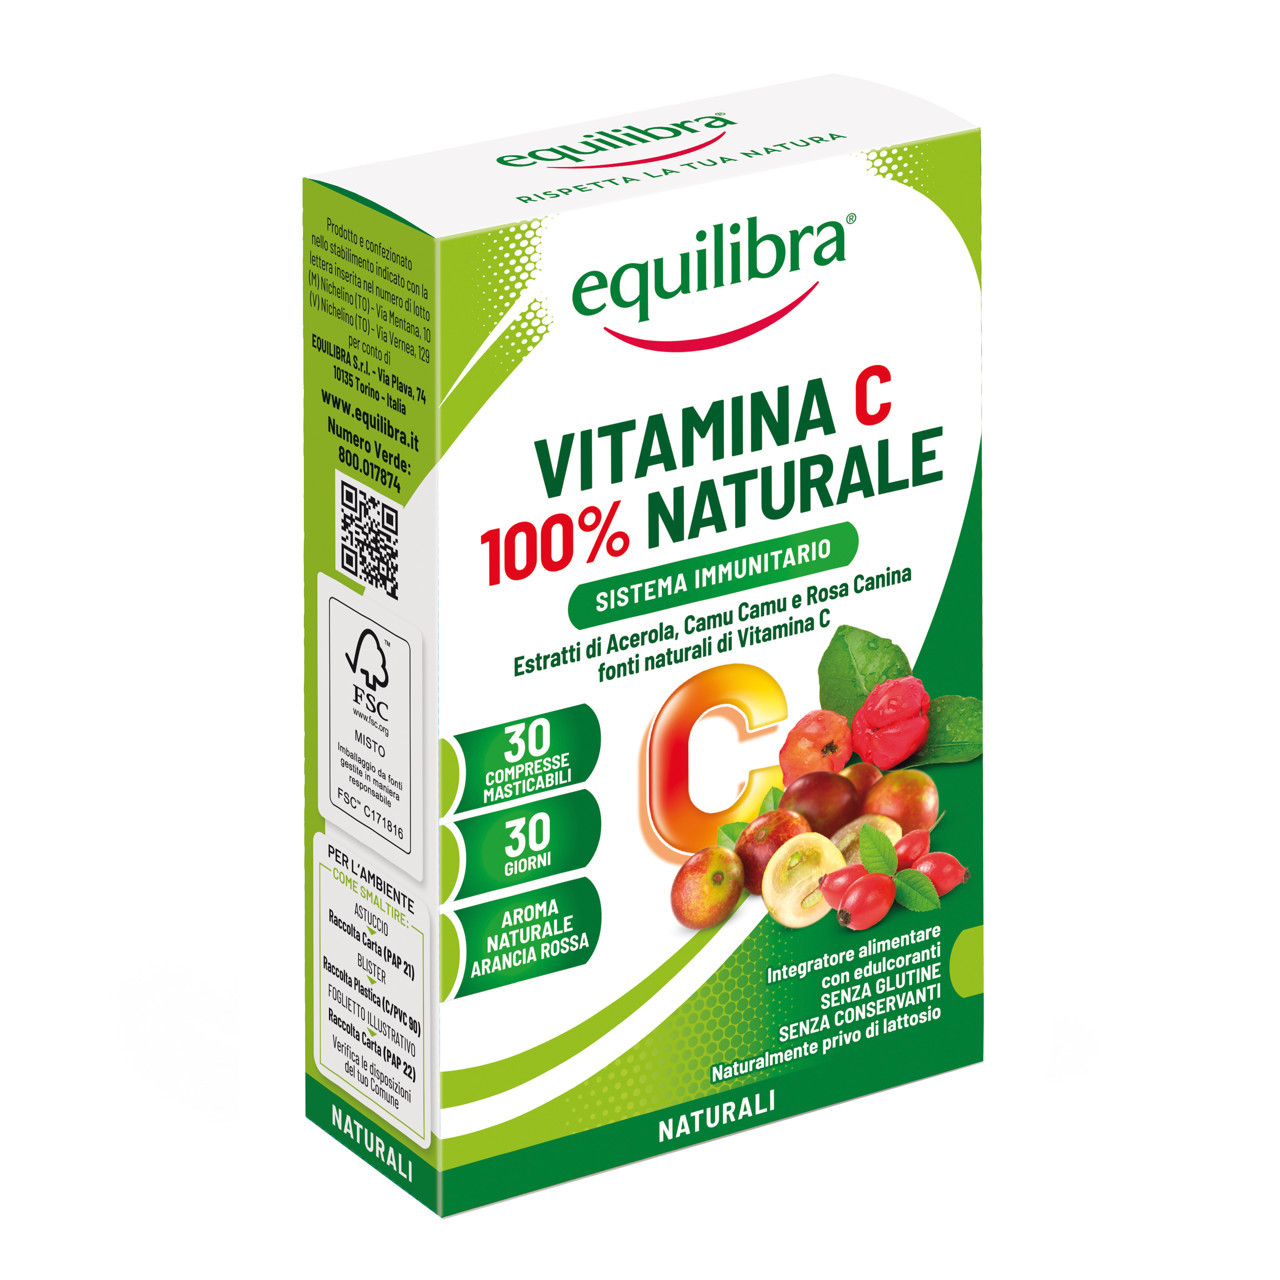 equilibra®
RISPETTA LA TUA NATURA
equilibra®
VITAMINA C
100% NATURALE
SISTEMA IMMUNITARIO
Estratti di Acerola, Camu Camu e Rosa Canina
fonti naturali di Vitamina C
C
30
COMPRESSE
MASTICABILI
30
GIORNI
AROMA
NATURALE
ARANCIA ROSSA
Integratore alimentare
con edulcoranti
SENZA GLUTINE
SENZA CONSERVANTI
Naturalmente privo di lattosio
NATURALI
Prodotto e confezionato
nello stabilimento indicato con la
lettera inserita nel numero di lotto
(M) Nichelino (TO) - Via Mentana, 10
(V) Nichelino (TO) - Via Vernea, 129
per conto di
EQUILIBRA S.r.l. - Via Plava, 74
10135 Torino - Italia
www.equilibra.it
Numero Verde:
800.017874
™
FSC
www.fsc.org
MISTO
Imballaggio da fonti
gestite in maniera
responsabile
FSC™ C171816
PER L'AMBIENTE
COME SMALTIRE:
ASTUCCIO
Raccolta Carta (PAP 21)
BLISTER
Raccolta Plastica (C/PVC 90)
FOGLIETTO ILLUSTRATIVO
Raccolta Carta (PAP 22)
Verifica le disposizioni
del tuo Comune
NATURALI